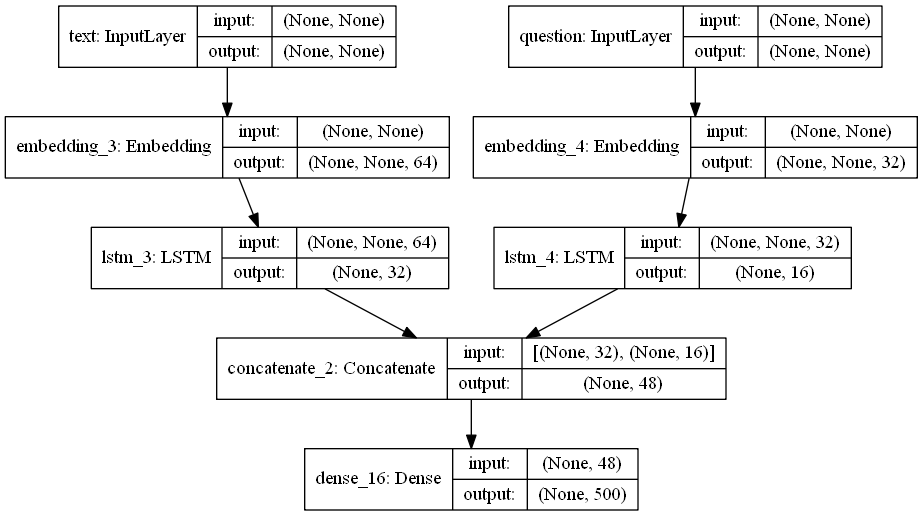 text: InputLayer
input: (None, None)
output: (None, None)
question: InputLayer
input: (None, None)
output: (None, None)
embedding_3: Embedding
input: (None, None)
output: (None, None, 64)
embedding_4: Embedding
input: (None, None)
output: (None, None, 32)
lstm_3: LSTM
input: (None, None, 64)
output: (None, 32)
lstm_4: LSTM
input: (None, None, 32)
output: (None, 16)
concatenate_2: Concatenate
input: [(None, 32), (None, 16)]
output: (None, 48)
dense_16: Dense
input: (None, 48)
output: (None, 500)